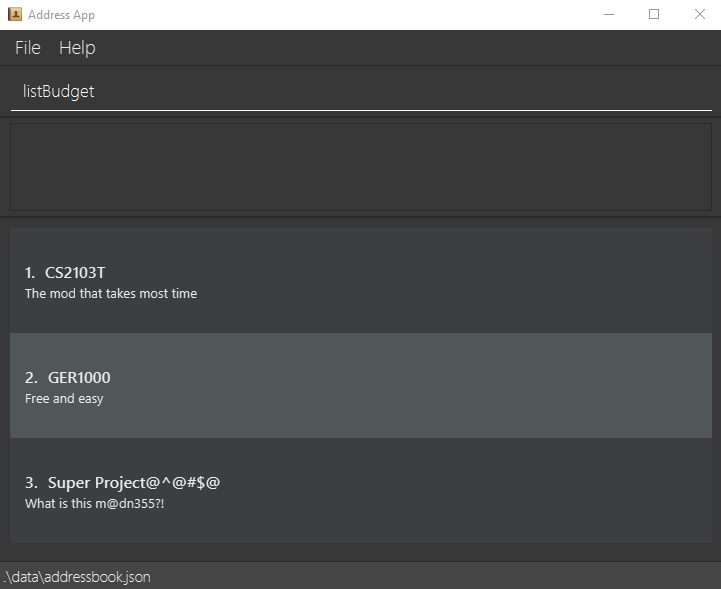 Address App
File Help
listBudget
1. CS2103T
The mod that takes most time
2. GER1000
Free and easy
3. Super Project@^@#$@
What is this m@dn355?!
.\data\addressbook.json